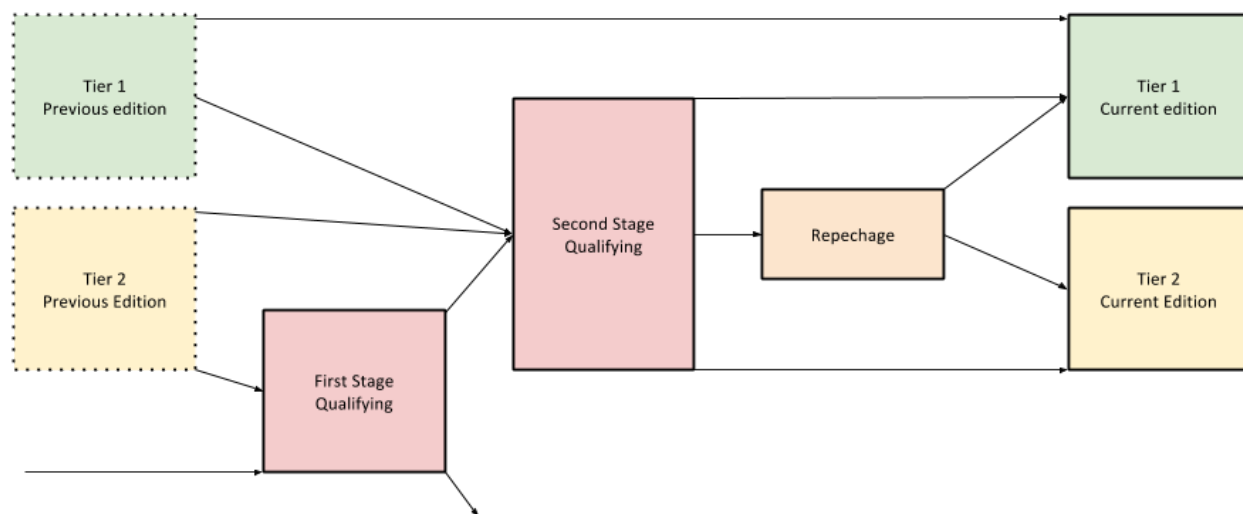 Tier 1
Previous edition
Tier 1
Current edition
Second Stage
Qualifying
Repechage
Tier 2
Previous Edition
Tier 2
Current Edition
First Stage
Qualifying